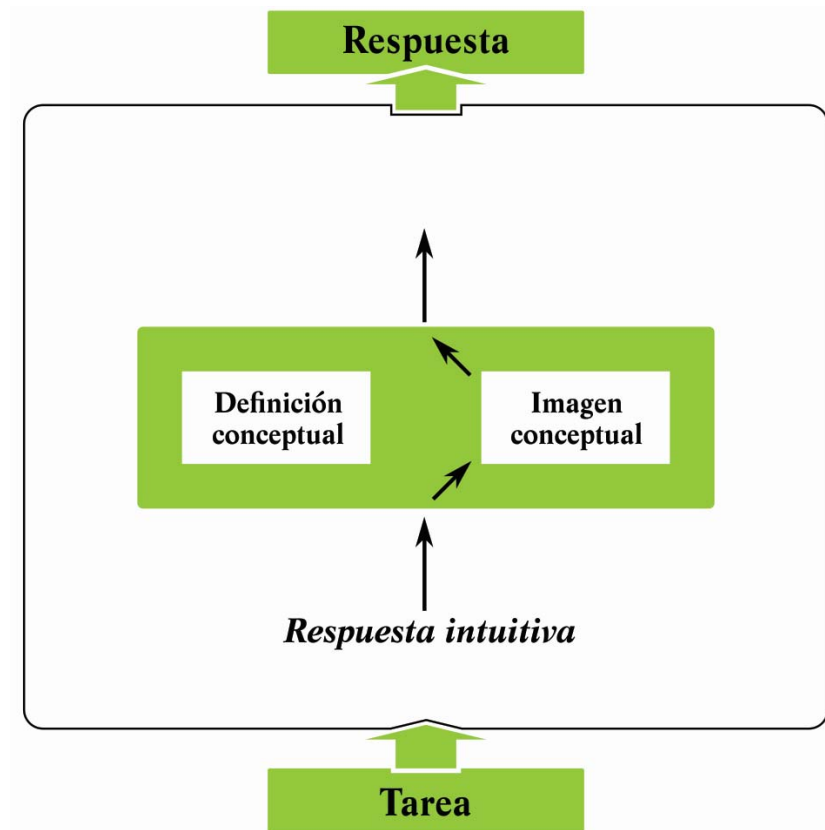 Respuesta
Definición
conceptual
Imagen
conceptual
Respuesta intuitiva
Tarea